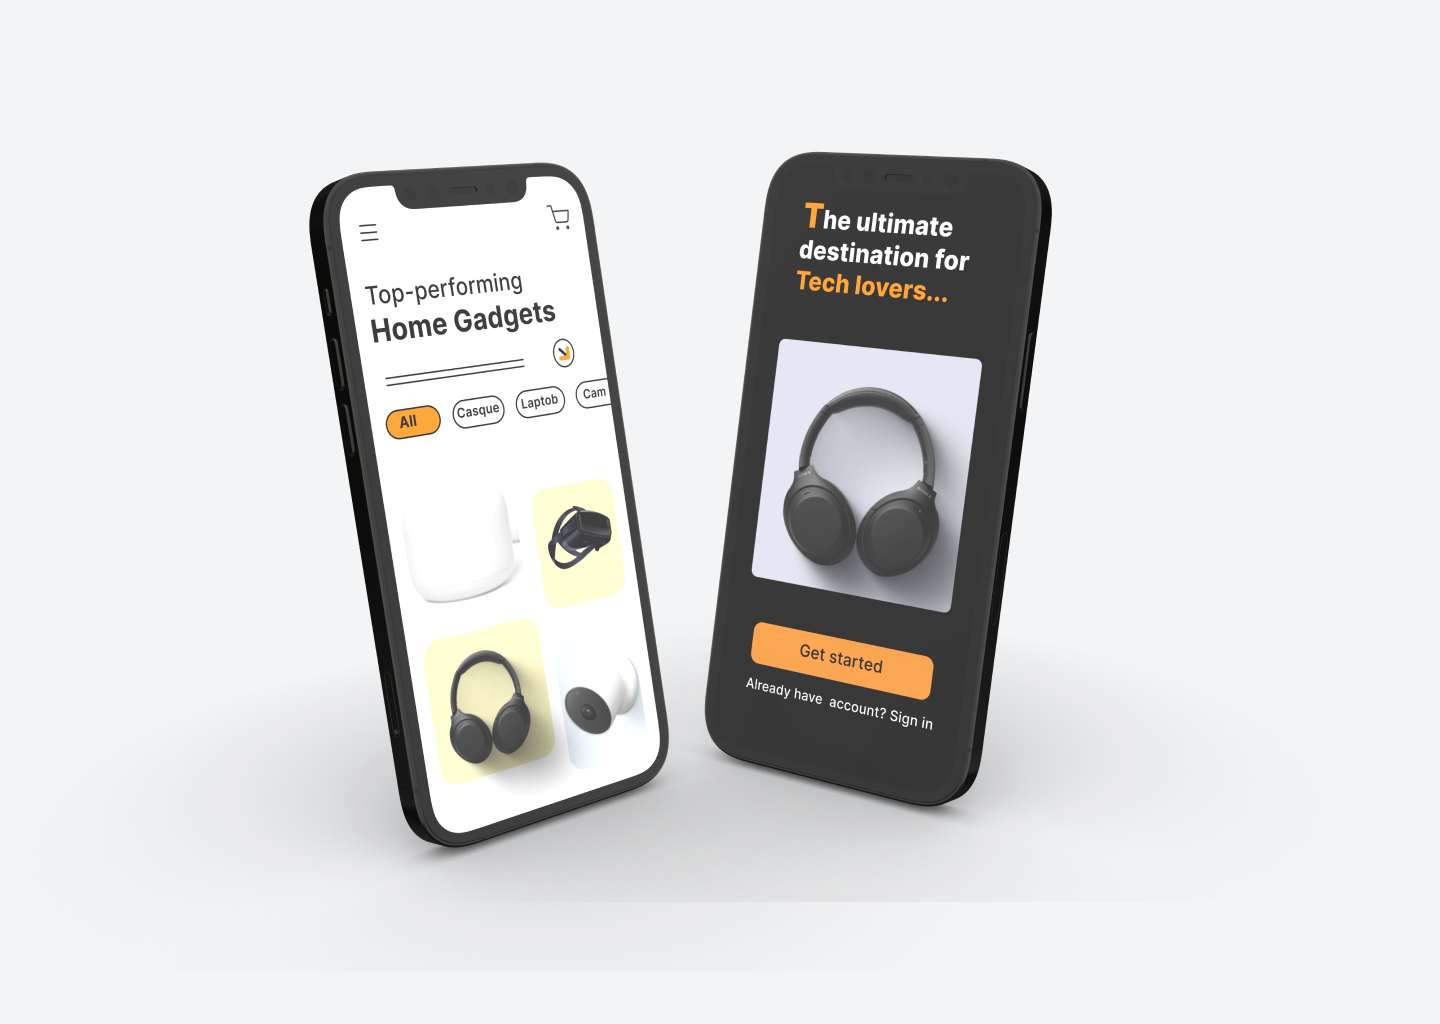 Top-performing
Home Gadgets
All
Casque
Laptob
Cam
The ultimate
destination for
Tech lovers...
Get started
Already have account? Sign in